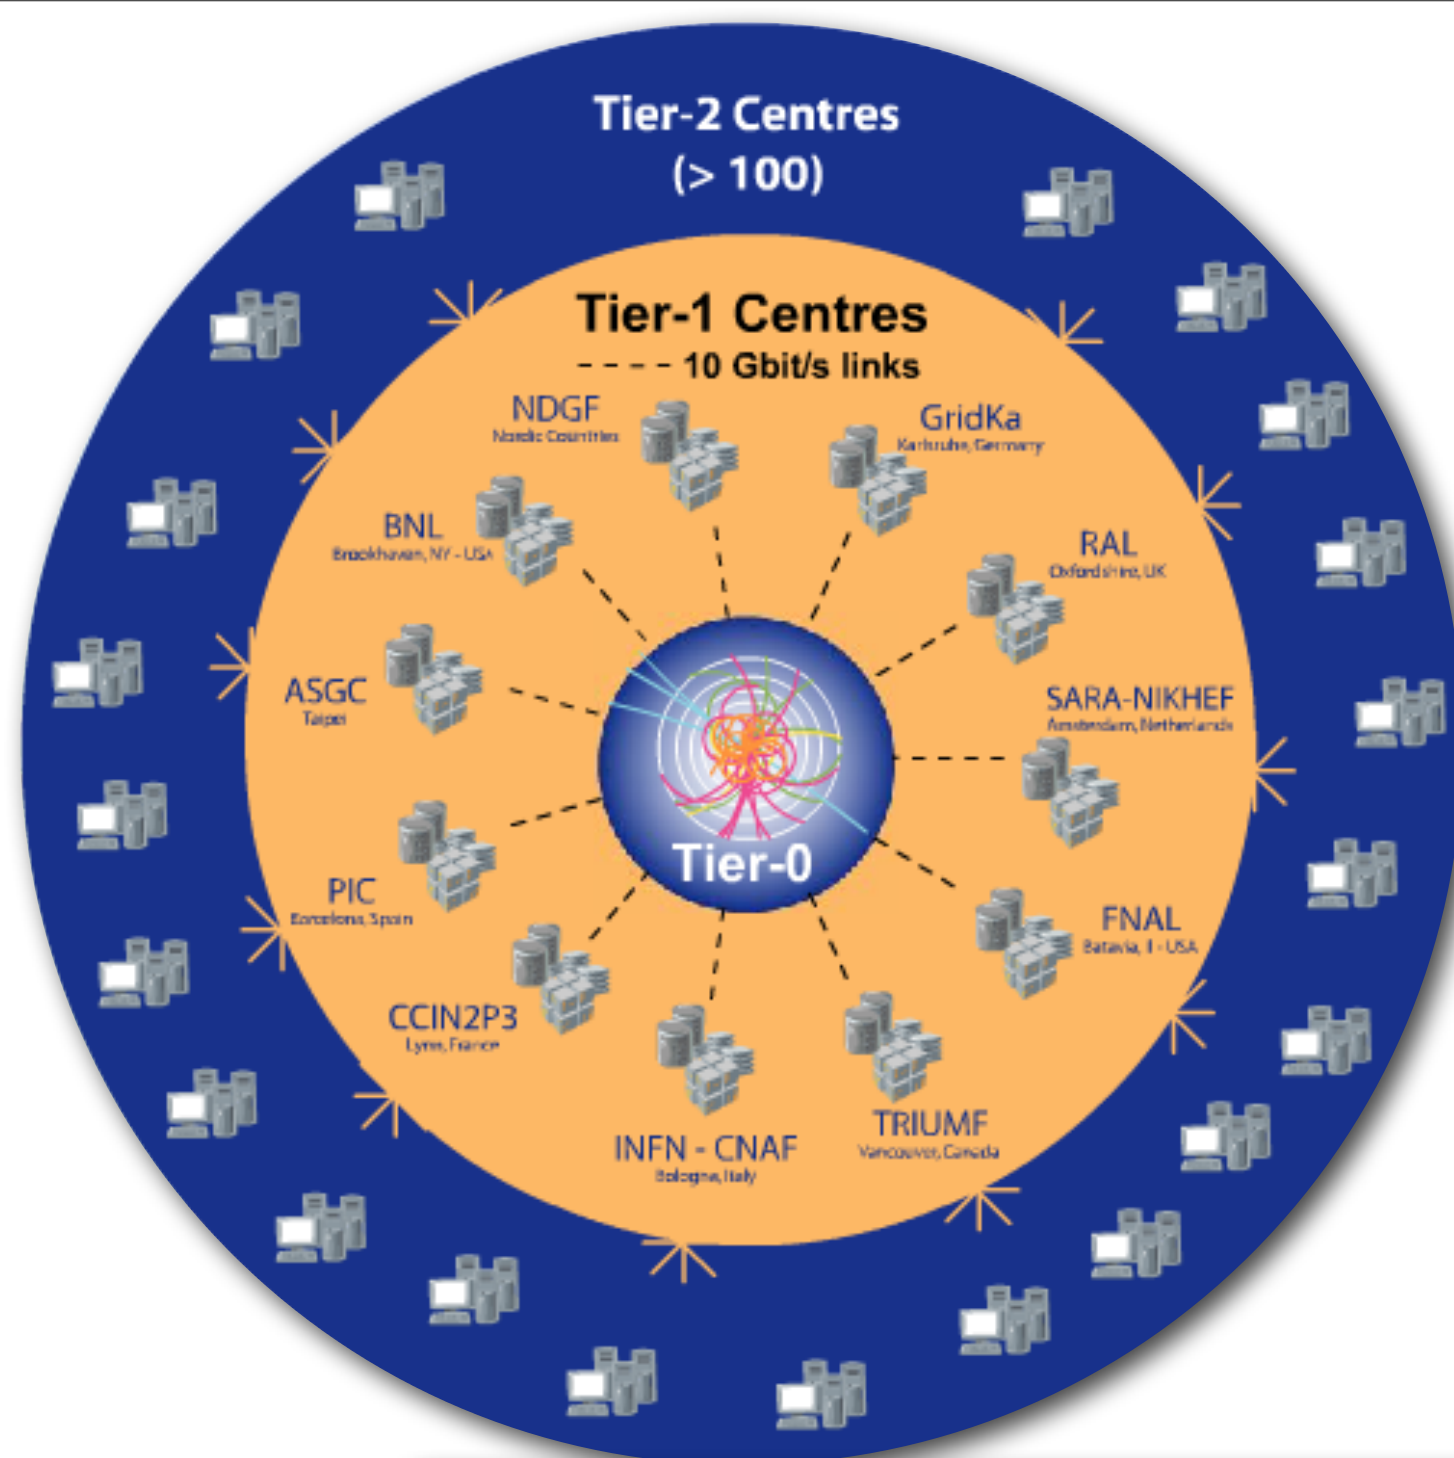 Tier-2 Centres
(> 100)
Tier-1 Centres
---- 10 Gbit/s links
NDGF
Nordic Countries
GridKa
Karlsruhe, Germany
BNL
Brookhaven, NY - USA
RAL
Oxfordshire, UK
ASGC
Taipei
SARA-NIKHEF
Amsterdam, Netherlands
Tier-0
PIC
Barcelona, Spain
FNAL
Batavia, Il - USA
CCIN2P3
Lyon, France
TRIUMF
Vancouver, Canada
INFN - CNAF
Bologna, Italy